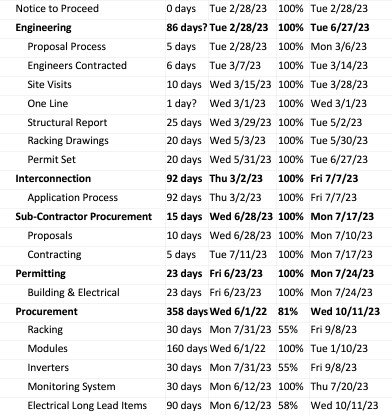 Notice to Proceed 0 days Tue 2/28/23 100% Tue 2/28/23
Engineering 86 days? Tue 2/28/23 100% Tue 6/27/23
Proposal Process 5 days Tue 2/28/23 100% Mon 3/6/23
Engineers Contracted 6 days Tue 3/7/23 100% Tue 3/14/23
Site Visits 10 days Wed 3/15/23 100% Tue 3/28/23
One Line 1 day? Wed 3/1/23 100% Wed 3/1/23
Structural Report 25 days Wed 3/29/23 100% Tue 5/2/23
Racking Drawings 20 days Wed 5/3/23 100% Tue 5/30/23
Permit Set 20 days Wed 5/31/23 100% Tue 6/27/23
Interconnection 92 days Thu 3/2/23 100% Fri 7/7/23
Application Process 92 days Thu 3/2/23 100% Fri 7/7/23
Sub-Contractor Procurement 15 days Wed 6/28/23 100% Mon 7/17/23
Proposals 10 days Wed 6/28/23 100% Mon 7/10/23
Contracting 5 days Tue 7/11/23 100% Mon 7/17/23
Permitting 23 days Fri 6/23/23 100% Mon 7/24/23
Building & Electrical 23 days Fri 6/23/23 100% Mon 7/24/23
Procurement 358 days Wed 6/1/22 81% Wed 10/11/23
Racking 30 days Mon 7/31/23 55% Fri 9/8/23
Modules 160 days Wed 6/1/22 100% Tue 1/10/23
Inverters 30 days Mon 7/31/23 55% Fri 9/8/23
Monitoring System 30 days Mon 6/12/23 100% Thu 7/20/23
Electrical Long Lead Items 90 days Mon 6/12/23 58% Wed 10/11/23